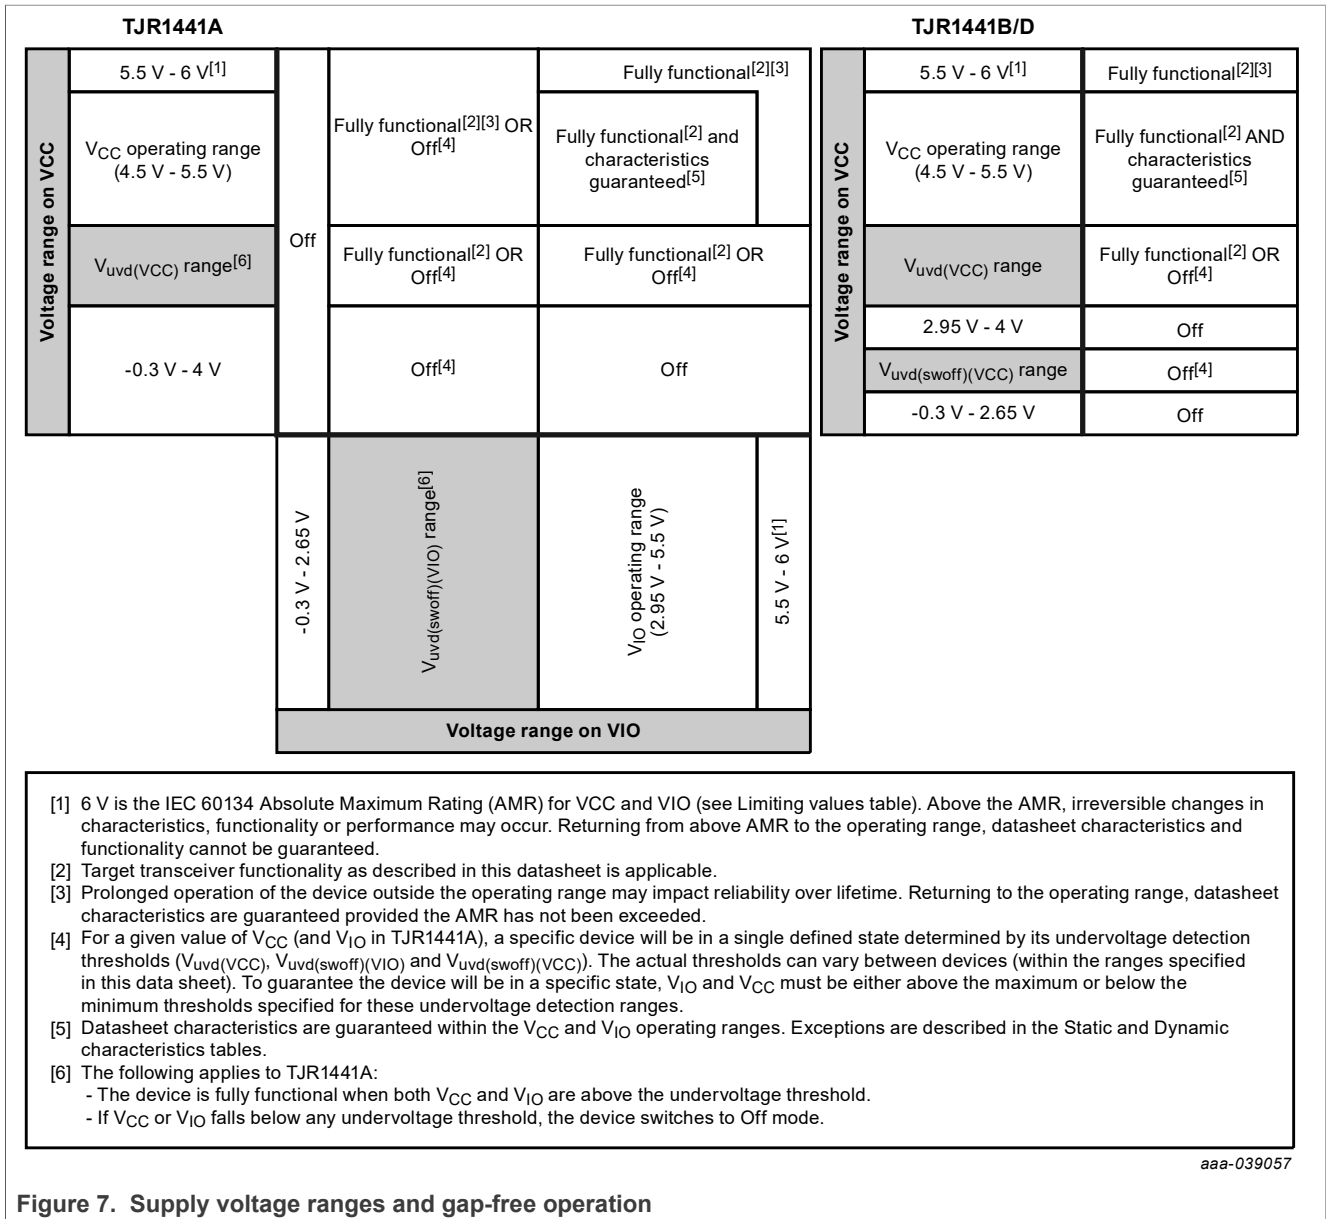 TJR1441A
TJR1441B/D
Voltage range on VCC
5.5 V - 6 V[1]
VCC operating range
(4.5 V - 5.5 V)
Vuvd(VCC) range[6]
-0.3 V - 4 V
Off
Fully functional[2][3] OR
Off[4]
Fully functional[2] OR
Off[4]
Off[4]
Fully functional[2][3]
Fully functional[2] and
characteristics
guaranteed[5]
Fully functional[2] OR
Off[4]
Off
-0.3 V - 2.65 V
Vuvd(swoff)(VIO) range[6]
VIO operating range
(2.95 V - 5.5 V)
5.5 V - 6 V[1]
Voltage range on VIO
Voltage range on VCC
5.5 V - 6 V[1]
Fully functional[2][3]
VCC operating range
(4.5 V - 5.5 V)
Fully functional[2] AND
characteristics
guaranteed[5]
Vuvd(VCC) range
Fully functional[2] OR
Off[4]
2.95 V - 4 V
Off
Vuvd(swoff)(VCC) range
Off[4]
-0.3 V - 2.65 V
Off
[1] 6 V is the IEC 60134 Absolute Maximum Rating (AMR) for VCC and VIO (see Limiting values table). Above the AMR, irreversible changes in
characteristics, functionality or performance may occur. Returning from above AMR to the operating range, datasheet characteristics and
functionality cannot be guaranteed.
[2] Target transceiver functionality as described in this datasheet is applicable.
[3] Prolonged operation of the device outside the operating range may impact reliability over lifetime. Returning to the operating range, datasheet
characteristics are guaranteed provided the AMR has not been exceeded.
[4] For a given value of VCC (and VIO in TJR1441A), a specific device will be in a single defined state determined by its undervoltage detection
thresholds (Vuvd(VCC), Vuvd(swoff)(VIO) and Vuvd(swoff)(VCC)). The actual thresholds can vary between devices (within the ranges specified
in this data sheet). To guarantee the device will be in a specific state, VIO and VCC must be either above the maximum or below the
minimum thresholds specified for these undervoltage detection ranges.
[5] Datasheet characteristics are guaranteed within the VCC and VIO operating ranges. Exceptions are described in the Static and Dynamic
characteristics tables.
[6] The following applies to TJR1441A:
- The device is fully functional when both VCC and VIO are above the undervoltage threshold.
- If VCC or VIO falls below any undervoltage threshold, the device switches to Off mode.
aaa-039057
Figure 7. Supply voltage ranges and gap-free operation